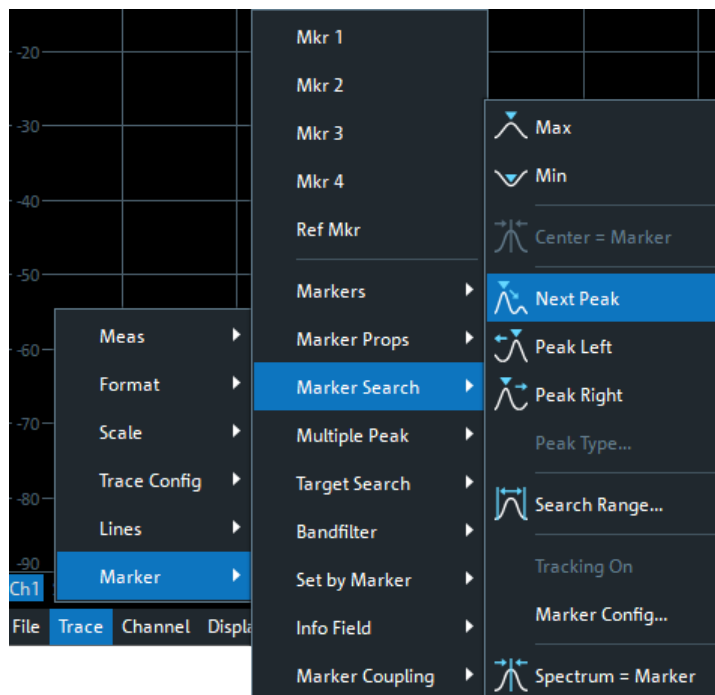 -20
-30
-40
-50
-60
-70
-80
-90
Ch1
Meas
Format
Scale
Trace Config
Lines
Marker
File Trace Channel
Mkr 1
Mkr 2
Mkr 3
Mkr 4
Ref Mkr
Markers
Marker Props
Marker Search
Multiple Peak
Target Search
Bandfilter
Set by Marker
Info Field
Marker Coupling
Max
Min
Center = Marker
Next Peak
Peak Left
Peak Right
Peak Type...
Search Range...
Tracking On
Marker Config...
Spectrum = Marker